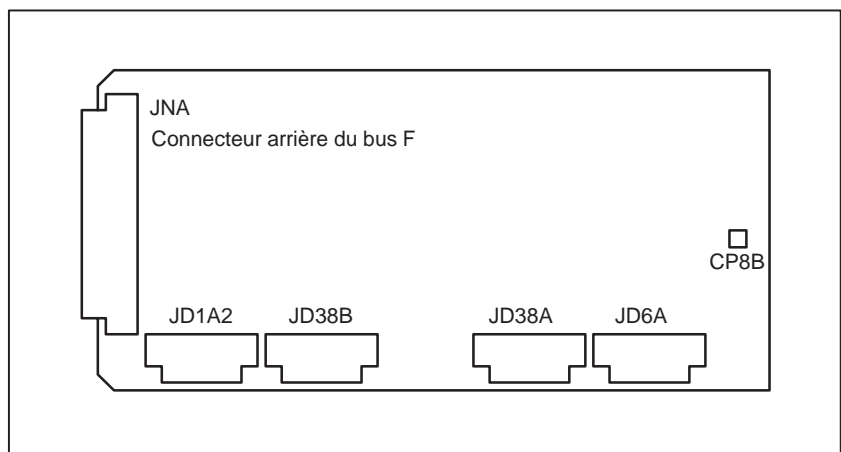 JNA
Connecteur arrière du bus F
CP8B
JD1A2
JD38B
JD38A
JD6A